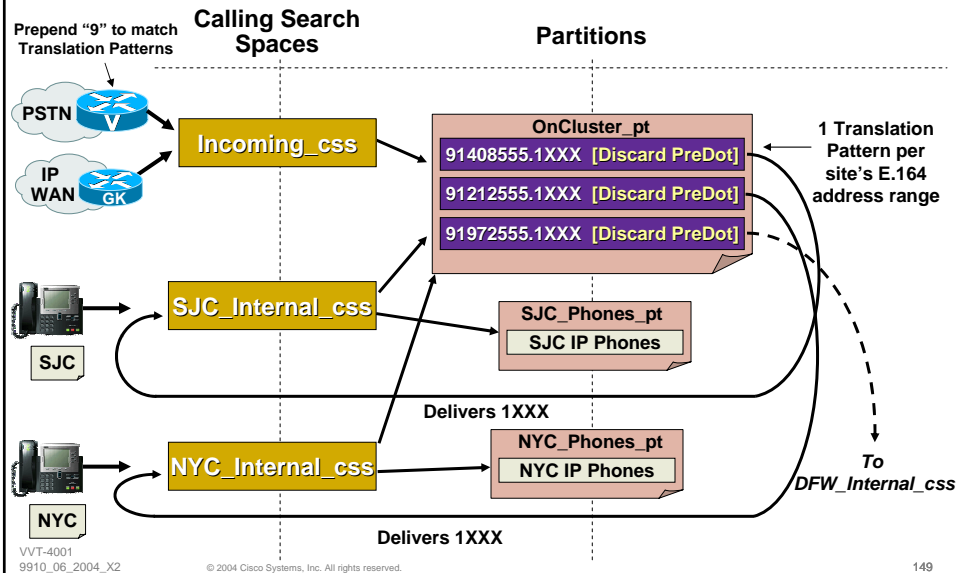 Prepend “9” to match
Translation Patterns
Calling Search
Spaces
Partitions
PSTN
V
IP
WAN
GK
Incoming_css
OnCluster_pt
91408555.1XXX [Discard PreDot]
91212555.1XXX [Discard PreDot]
91972555.1XXX [Discard PreDot]
1 Translation
Pattern per
site’s E.164
address range
SJC_Internal_css
SJC_Phones_pt
SJC IP Phones
SJC
Delivers 1XXX
NYC_Internal_css
NYC_Phones_pt
NYC IP Phones
To
DFW_Internal_css
NYC
Delivers 1XXX
VVT-4001
9910_06_2004_X2
© 2004 Cisco Systems, Inc. All rights reserved.
149